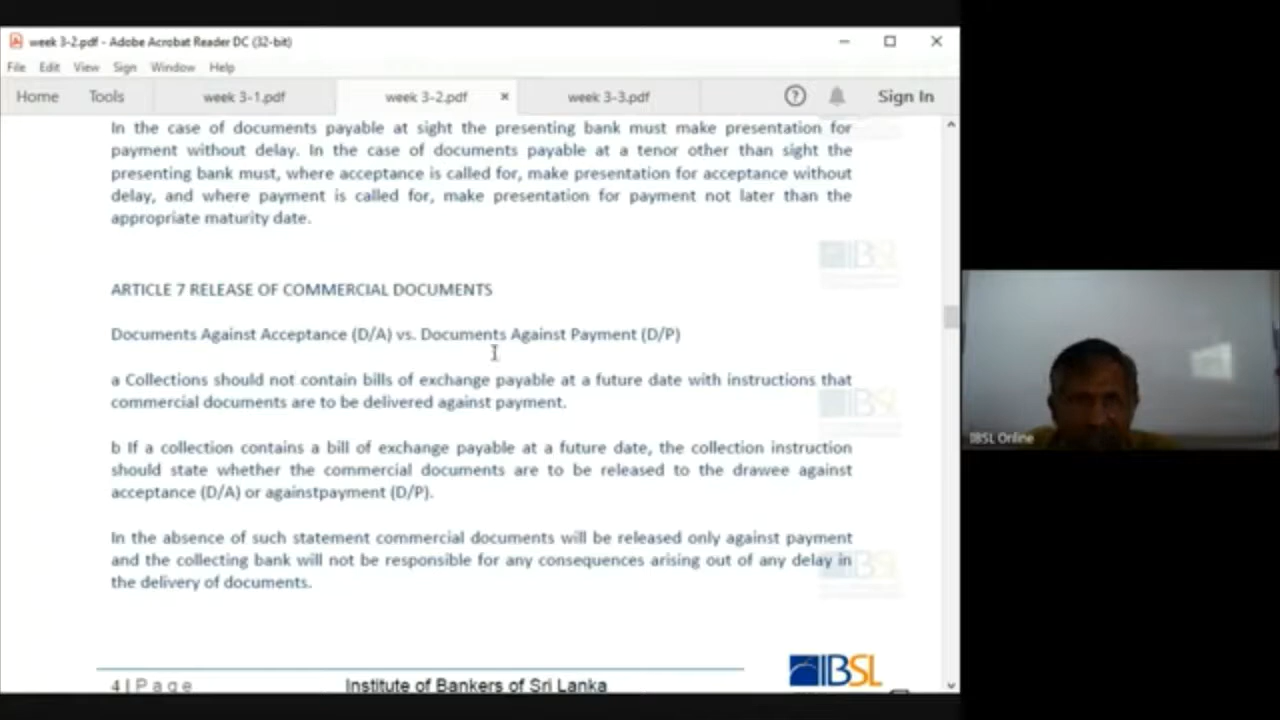 week 3-2.pdf - Adobe Acrobat Reader DC (32-bit)
File Edit View Sign Window Help
Home Tools week 3-1.pdf week 3-2.pdf × week 3-3.pdf Sign In
In the case of documents payable at sight the presenting bank must make presentation for
payment without delay. In the case of documents payable at a tenor other than sight the
presenting bank must, where acceptance is called for, make presentation for acceptance without
delay, and where payment is called for, make presentation for payment not later than the
appropriate maturity date.
ARTICLE 7 RELEASE OF COMMERCIAL DOCUMENTS
Documents Against Acceptance (D/A) vs. Documents Against Payment (D/P)
a Collections should not contain bills of exchange payable at a future date with instructions that
commercial documents are to be delivered against payment.
b If a collection contains a bill of exchange payable at a future date, the collection instruction
should state whether the commercial documents are to be released to the drawee against
acceptance (D/A) or againstpayment (D/P).
In the absence of such statement commercial documents will be released only against payment
and the collecting bank will not be responsible for any consequences arising out of any delay in
the delivery of documents.
4 | P a g e Institute of Bankers of Sri Lanka
IBSL
IBSL
IBSL
IBSL
IBSL Online